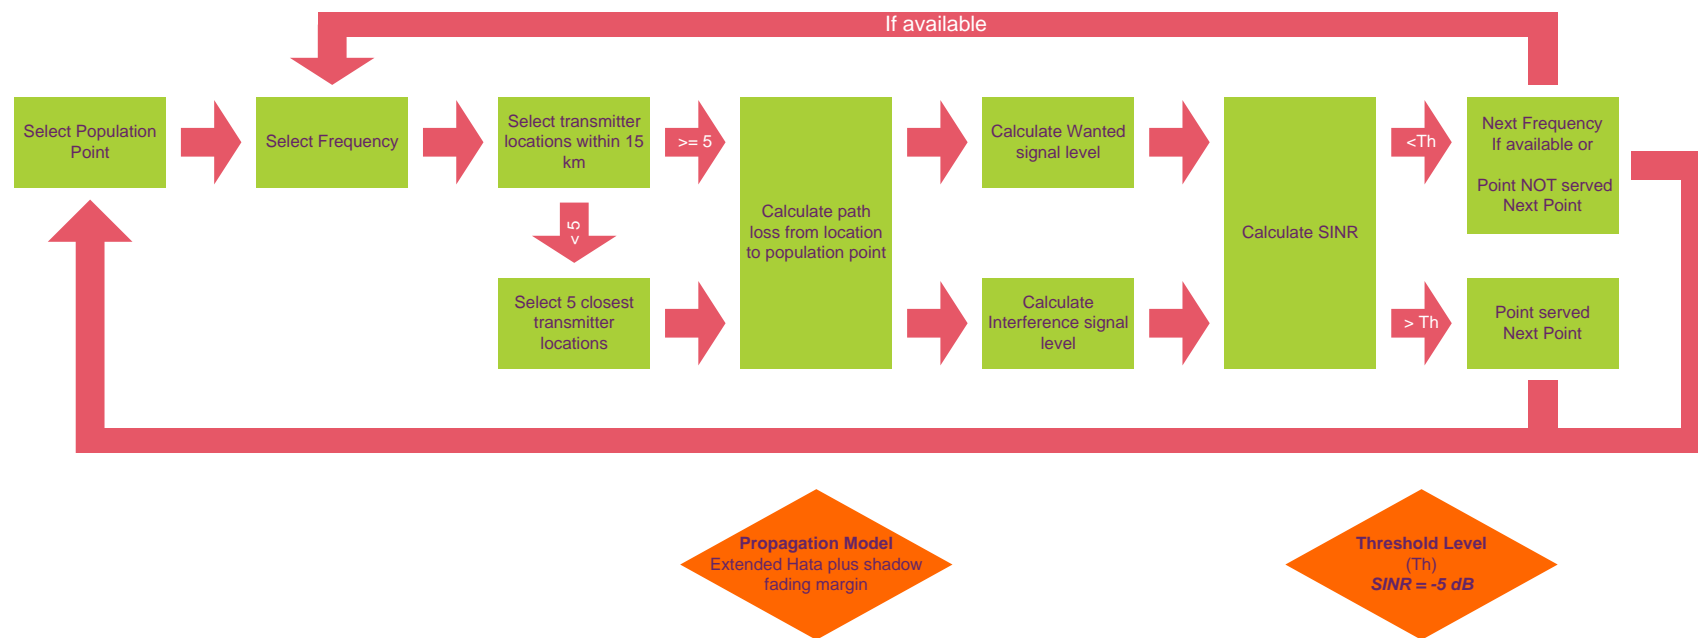 If available
Select Population
Point
Select Frequency
Select transmitter
locations within 15
km
>= 5
< 5
Select 5 closest
transmitter
locations
Calculate path
loss from location
to population point
Calculate Wanted
signal level
Calculate
Interference signal
level
Calculate SINR
<Th
> Th
Next Frequency
If available or
Point NOT served
Next Point
Point served
Next Point
Propagation Model
Extended Hata plus shadow
fading margin
Threshold Level
(Th)
SINR = -5 dB